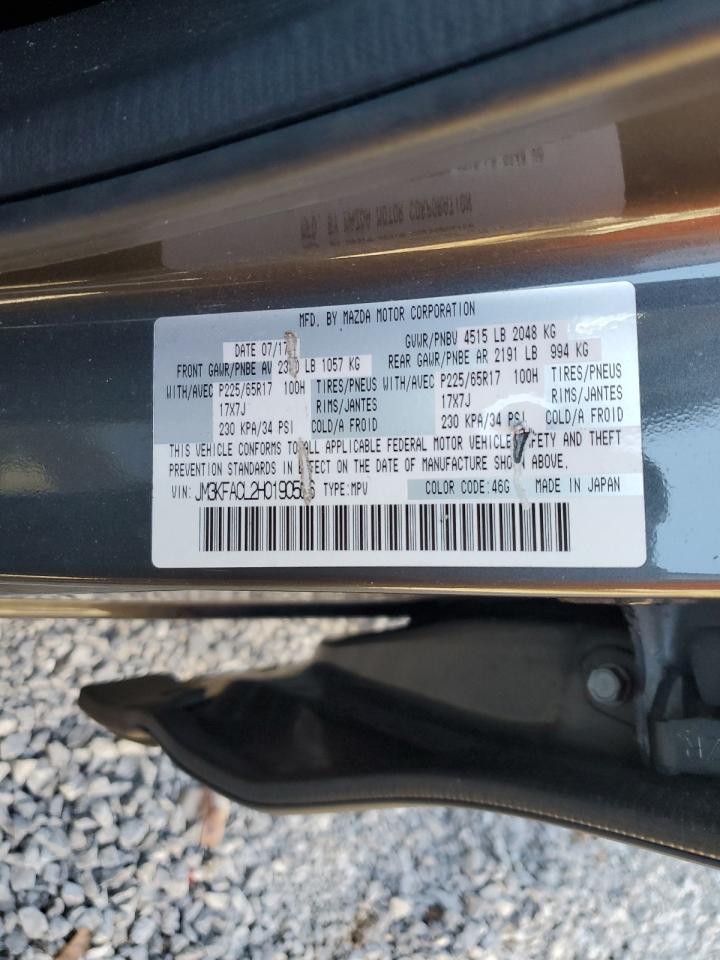 MFD. BY MAZDA MOTOR CORPORATION
DATE 07/17 GVWR/PNBV 4515 LB 2048 KG
FRONT GAWR/PNBE AV LB 1057 KG REAR GAWR/PNBE AR 2191 LB 994 KG
WITH/AVEC P225/65R17 100H TIRES/PNEUS WITH/AVEC P225/65R17 100H TIRES/PNEUS
17X7J RIMS/JANTES 17X7J RIMS/JANTES
230 KPA/34 PSI COLD/A FROID 230 KPA/34 PSI COLD/A FROID
THIS VEHICLE CONFORMS TO ALL APPLICABLE FEDERAL MOTOR VEHICLE SAFETY AND THEFT
PREVENTION STANDARDS IN EFFECT ON THE DATE OF MANUFACTURE SHOWN ABOVE.
VIN: TYPE:MPV COLOR CODE:46G MADE IN JAPAN